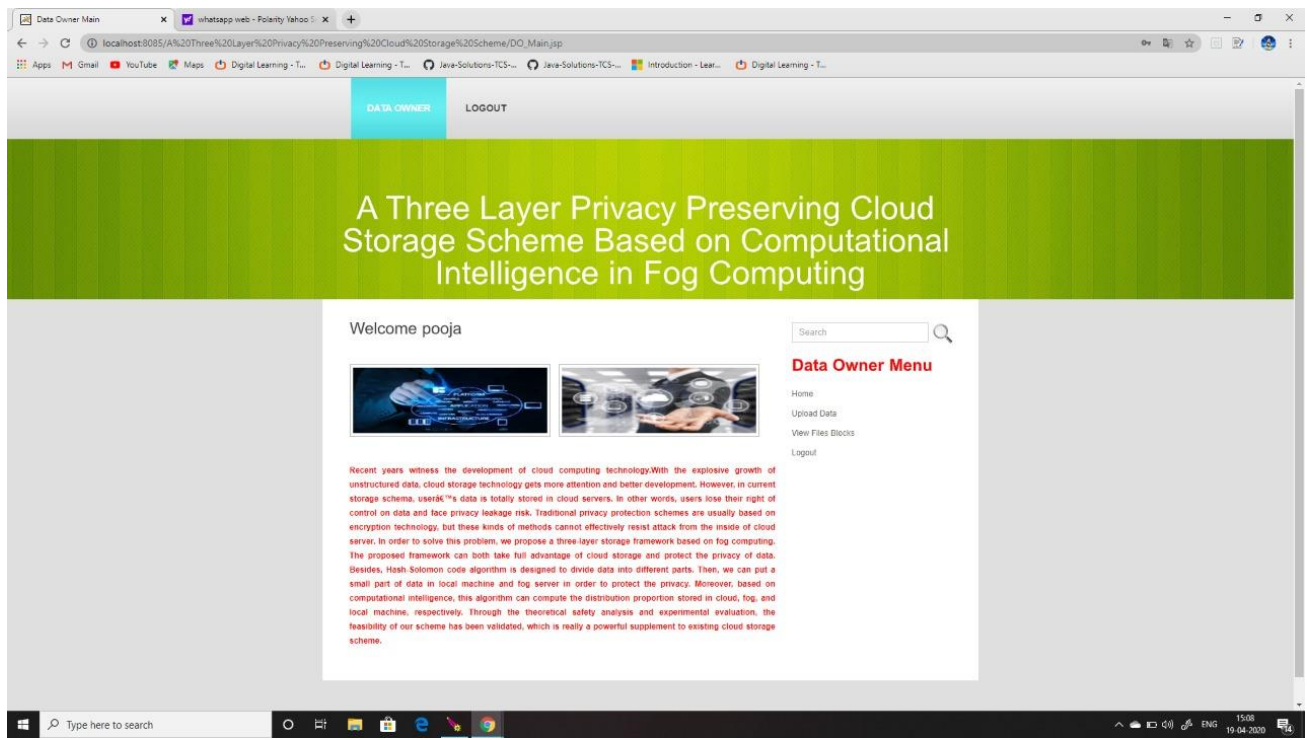 Data Owner Main
whatsapp web - Polarity Yahoo S
localhost:8085/A%20Three%20Layer%20Privacy%20Preserving%20Cloud%20Storage%20Scheme/DO_Main.jsp
Apps Gmail YouTube Maps Digital Learning - T... Digital Learning - T... Java-Solutions-TCS-... Java-Solutions-TCS-... Introduction - Lear... Digital Learning - T...
DATA OWNER LOGOUT
A Three Layer Privacy Preserving Cloud
Storage Scheme Based on Computational
Intelligence in Fog Computing
Welcome pooja
PLATFORM
INFRASTRUCTURE
Recent years witness the development of cloud computing technology.With the explosive growth of
unstructured data, cloud storage technology gets more attention and better development. However, in current
storage schema, userâ€™s data is totally stored in cloud servers. In other words, users lose their right of
control on data and face privacy leakage risk. Traditional privacy protection schemes are usually based on
encryption technology, but these kinds of methods cannot effectively resist attack from the inside of cloud
server. In order to solve this problem, we propose a three-layer storage framework based on fog computing.
The proposed framework can both take full advantage of cloud storage and protect the privacy of data.
Besides, Hash-Solomon code algorithm is designed to divide data into different parts. Then, we can put a
small part of data in local machine and fog server in order to protect the privacy. Moreover, based on
computational intelligence, this algorithm can compute the distribution proportion stored in cloud, fog, and
local machine, respectively. Through the theoretical safety analysis and experimental evaluation, the
feasibility of our scheme has been validated, which is really a powerful supplement to existing cloud storage
scheme.
Search
Data Owner Menu
Home
Upload Data
View Files Blocks
Logout
Type here to search
ENG
15:08
19-04-2020
14